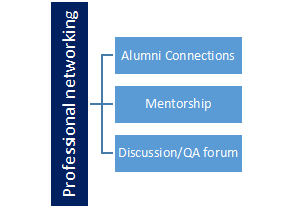 Professional networking
Alumni Connections
Mentorship
Discussion/QA forum